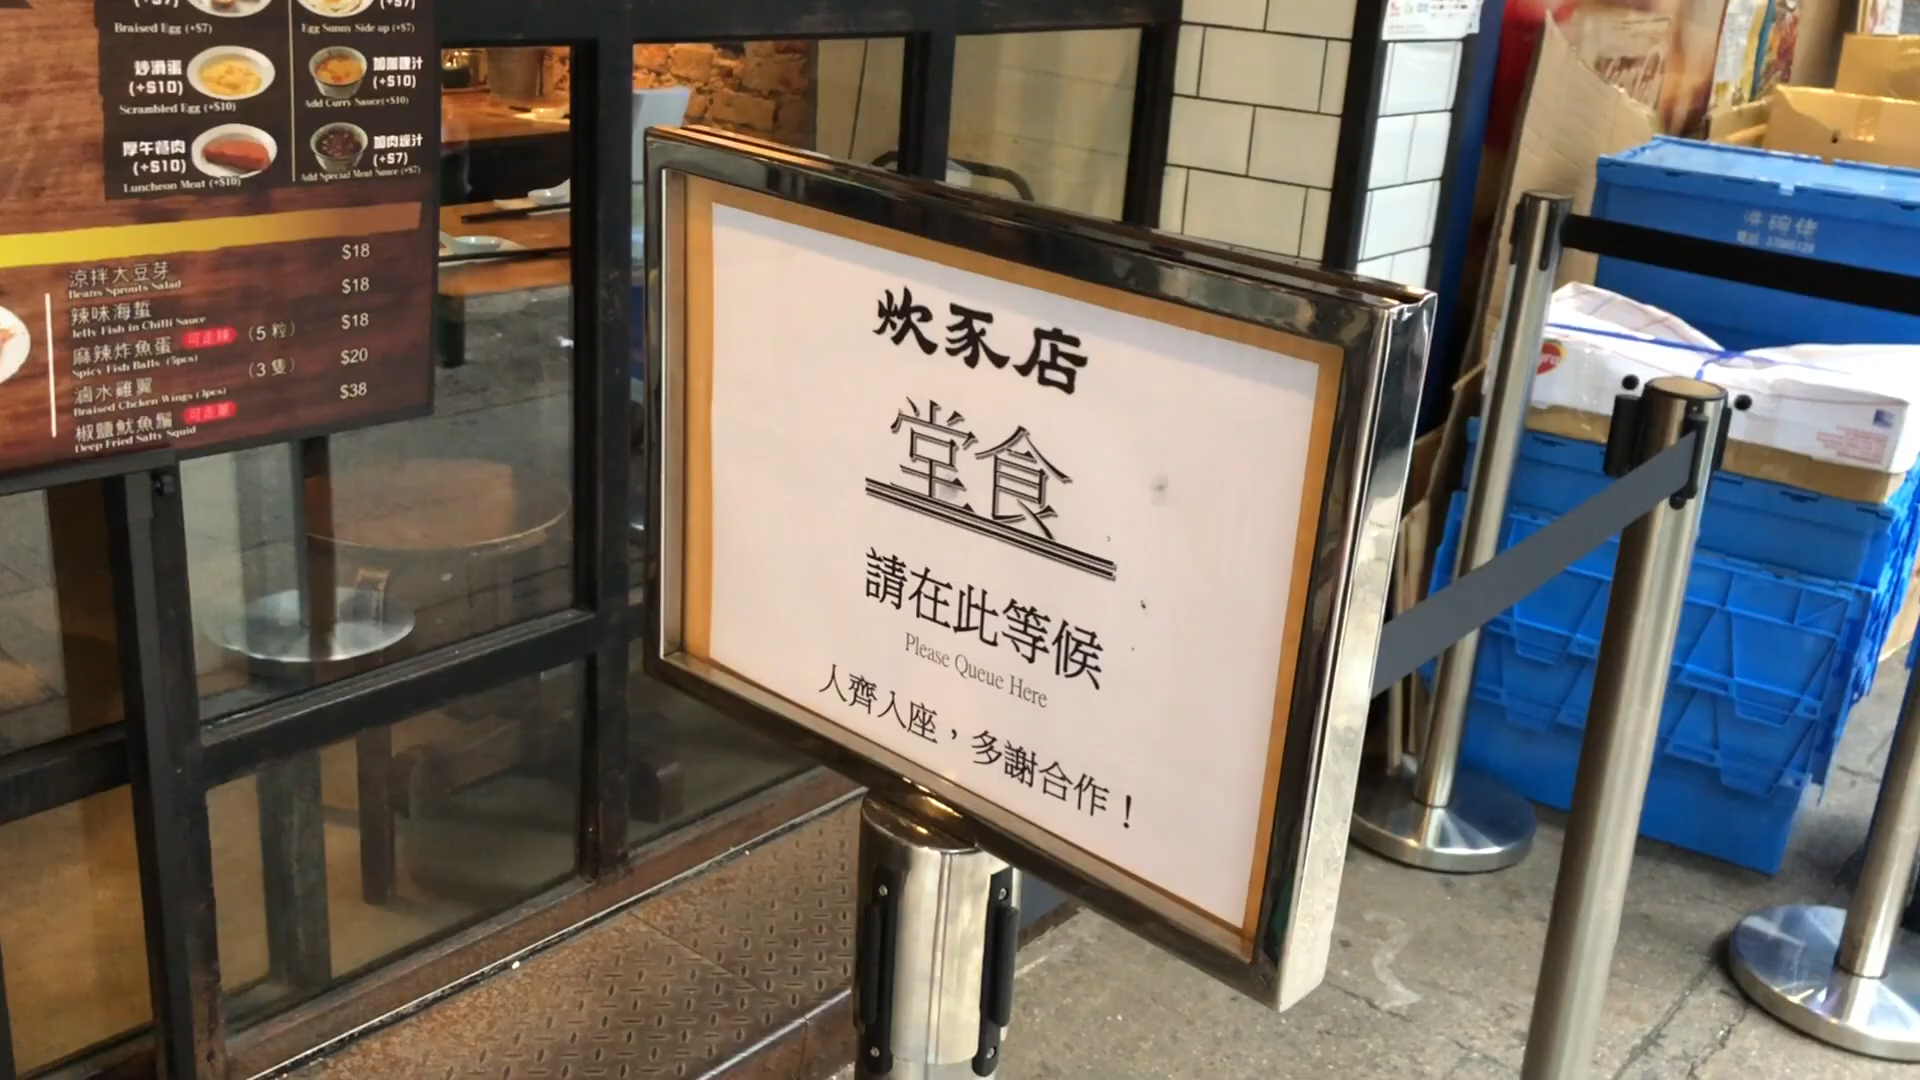 Braised Egg (+$7)
Egg Sunny Side up (+$7)
炒滑蛋
(+$10)
Scrambled Egg (+$10)
加咖喱汁
(+$10)
Add Curry Sauce(+$10)
厚午餐肉
(+$10)
Luncheon Meat (+$10)
加肉燥汁
(+$7)
Add Special Meat Sauce (+$7)
涼拌大豆芽 $18
Beans Sprouts Salad
辣味海蜇 $18
Jelly Fish in Chilli Sauce
麻辣炸魚蛋 可走辣 (5 粒) $18
Spicy Fish Balls (5pcs)
滷水雞翼 (3 隻) $20
Braised Chcken Wings (3pcs)
椒鹽魷魚鬚 $38
Deep Fried Salty Squid
炊豕店
堂食
請在此等候
Please Queue Here
人齊入座，多謝合作！